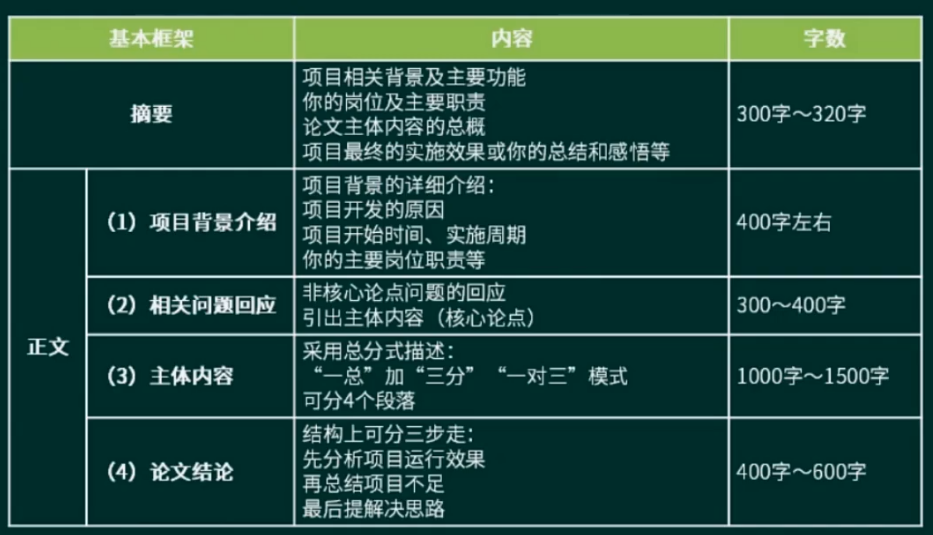 基本框架 内容 字数
摘要
项目相关背景及主要功能
你的岗位及主要职责
论文主体内容的总概
项目最终的实施效果或你的总结和感悟等
300字～320字
正文
（1）项目背景介绍
项目背景的详细介绍：
项目开发的原因
项目开始时间、实施周期
你的主要岗位职责等
400字左右
（2）相关问题回应
非核心论点问题的回应
引出主体内容（核心论点）
300～400字
（3）主体内容
采用总分式描述：
“一总”加“三分”“一对三”模式
可分4个段落
1000字～1500字
（4）论文结论
结构上可分三步走：
先分析项目运行效果
再总结项目不足
最后提解决思路
400字～600字